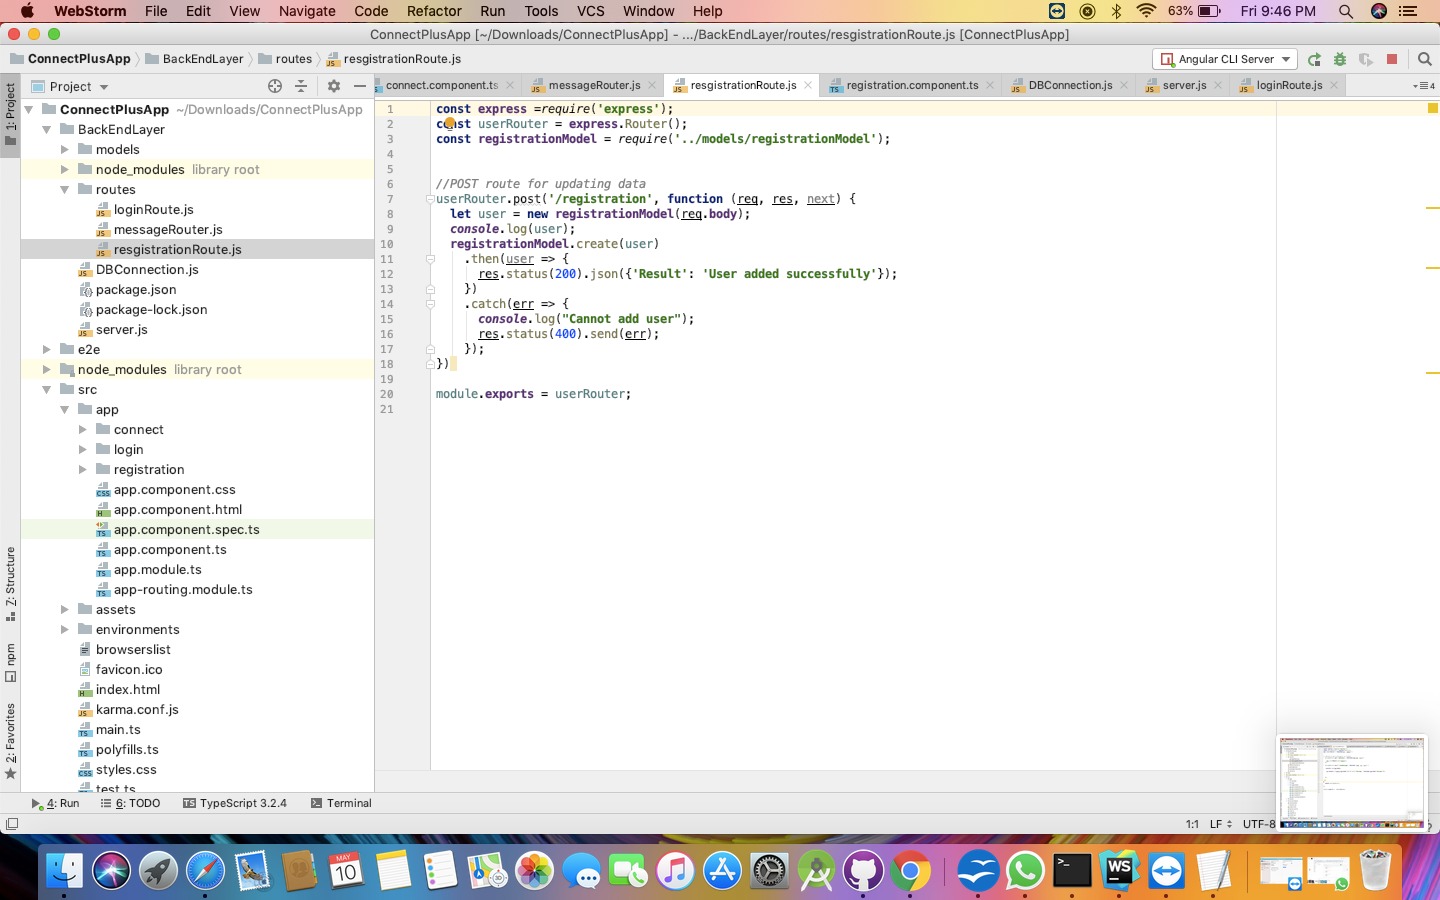 WebStorm File Edit View Navigate Code Refactor Run Tools VCS Window Help 63% Fri 9:46 PM
ConnectPlusApp [~/Downloads/ConnectPlusApp] - .../BackEndLayer/routes/resgistrationRoute.js [ConnectPlusApp]
ConnectPlusApp BackEndLayer routes resgistrationRoute.js Angular CLI Server
Project connect.component.ts messageRouter.js resgistrationRoute.js registration.component.ts DBConnection.js server.js loginRoute.js 4
1: Project
Z: Structure
npm
2: Favorites
ConnectPlusApp ~/Downloads/ConnectPlusApp
BackEndLayer
models
node_modules library root
routes
loginRoute.js
messageRouter.js
resgistrationRoute.js
DBConnection.js
package.json
package-lock.json
server.js
e2e
node_modules library root
src
app
connect
login
registration
app.component.css
app.component.html
app.component.spec.ts
app.component.ts
app.module.ts
app-routing.module.ts
assets
environments
browserslist
favicon.ico
index.html
karma.conf.js
main.ts
polyfills.ts
styles.css
test.ts
1 const express =require('express');
2 const userRouter = express.Router();
3 const registrationModel = require('../models/registrationModel');
4
5
6 //POST route for updating data
7 userRouter.post('/registration', function (req, res, next) {
8 let user = new registrationModel(req.body);
9 console.log(user);
10 registrationModel.create(user)
11 .then(user => {
12 res.status(200).json({'Result': 'User added successfully'});
13 })
14 .catch(err => {
15 console.log("Cannot add user");
16 res.status(400).send(err);
17 });
18 })
19
20 module.exports = userRouter;
21
4: Run 6: TODO TypeScript 3.2.4 Terminal
1:1 LF UTF-8
MAY
10
WS